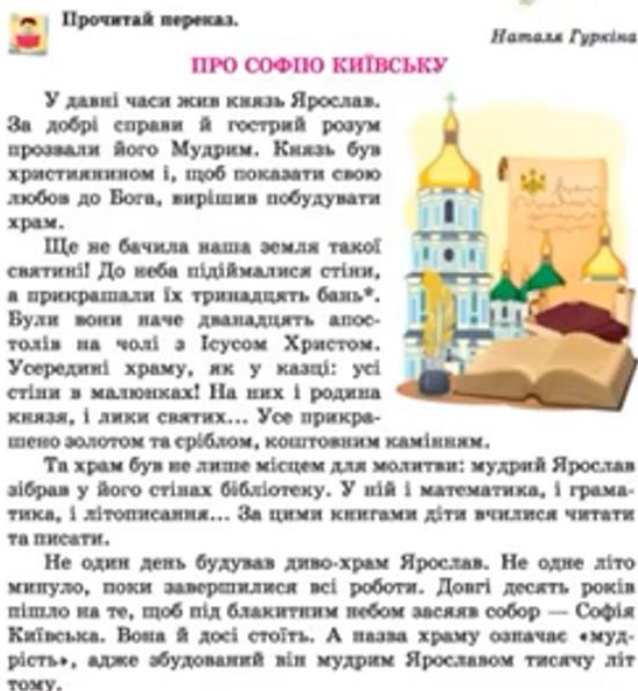 Прочитай переказ.
Наталя Гуркіна
ПРО СОФІЮ КИЇВСЬКУ
У давні часи жив князь Ярослав.
За добрі справи й гострий розум
прозвали його Мудрим. Князь був
християнином і, щоб показати свою
любов до Бога, вирішив побудувати
храм.
Ще не бачила наша земля такої
святині! До неба підіймалися стіни,
а прикрашали їх тринадцять бань*.
Були вони наче дванадцять апос-
толів на чолі з Ісусом Христом.
Усередині храму, як у казці: усі
стіни в малюнках! На них і родина
князя, і лики святих... Усе прикра-
шено золотом та сріблом, коштовним камінням.
Та храм був не лише місцем для молитви: мудрий Ярослав
зібрав у його стінах бібліотеку. У ній і математика, і грама-
тика, і літописання... За цими книгами діти вчилися читати
та писати.
Не один день будував диво-храм Ярослав. Не одне літо
минуло, поки завершилися всі роботи. Довгі десять років
пішло на те, щоб під блакитним небом засяяв собор — Софія
Київська. Вона й досі стоїть. А назва храму означає «муд-
рість», адже збудований він мудрим Ярославом тисячу літ
тому.